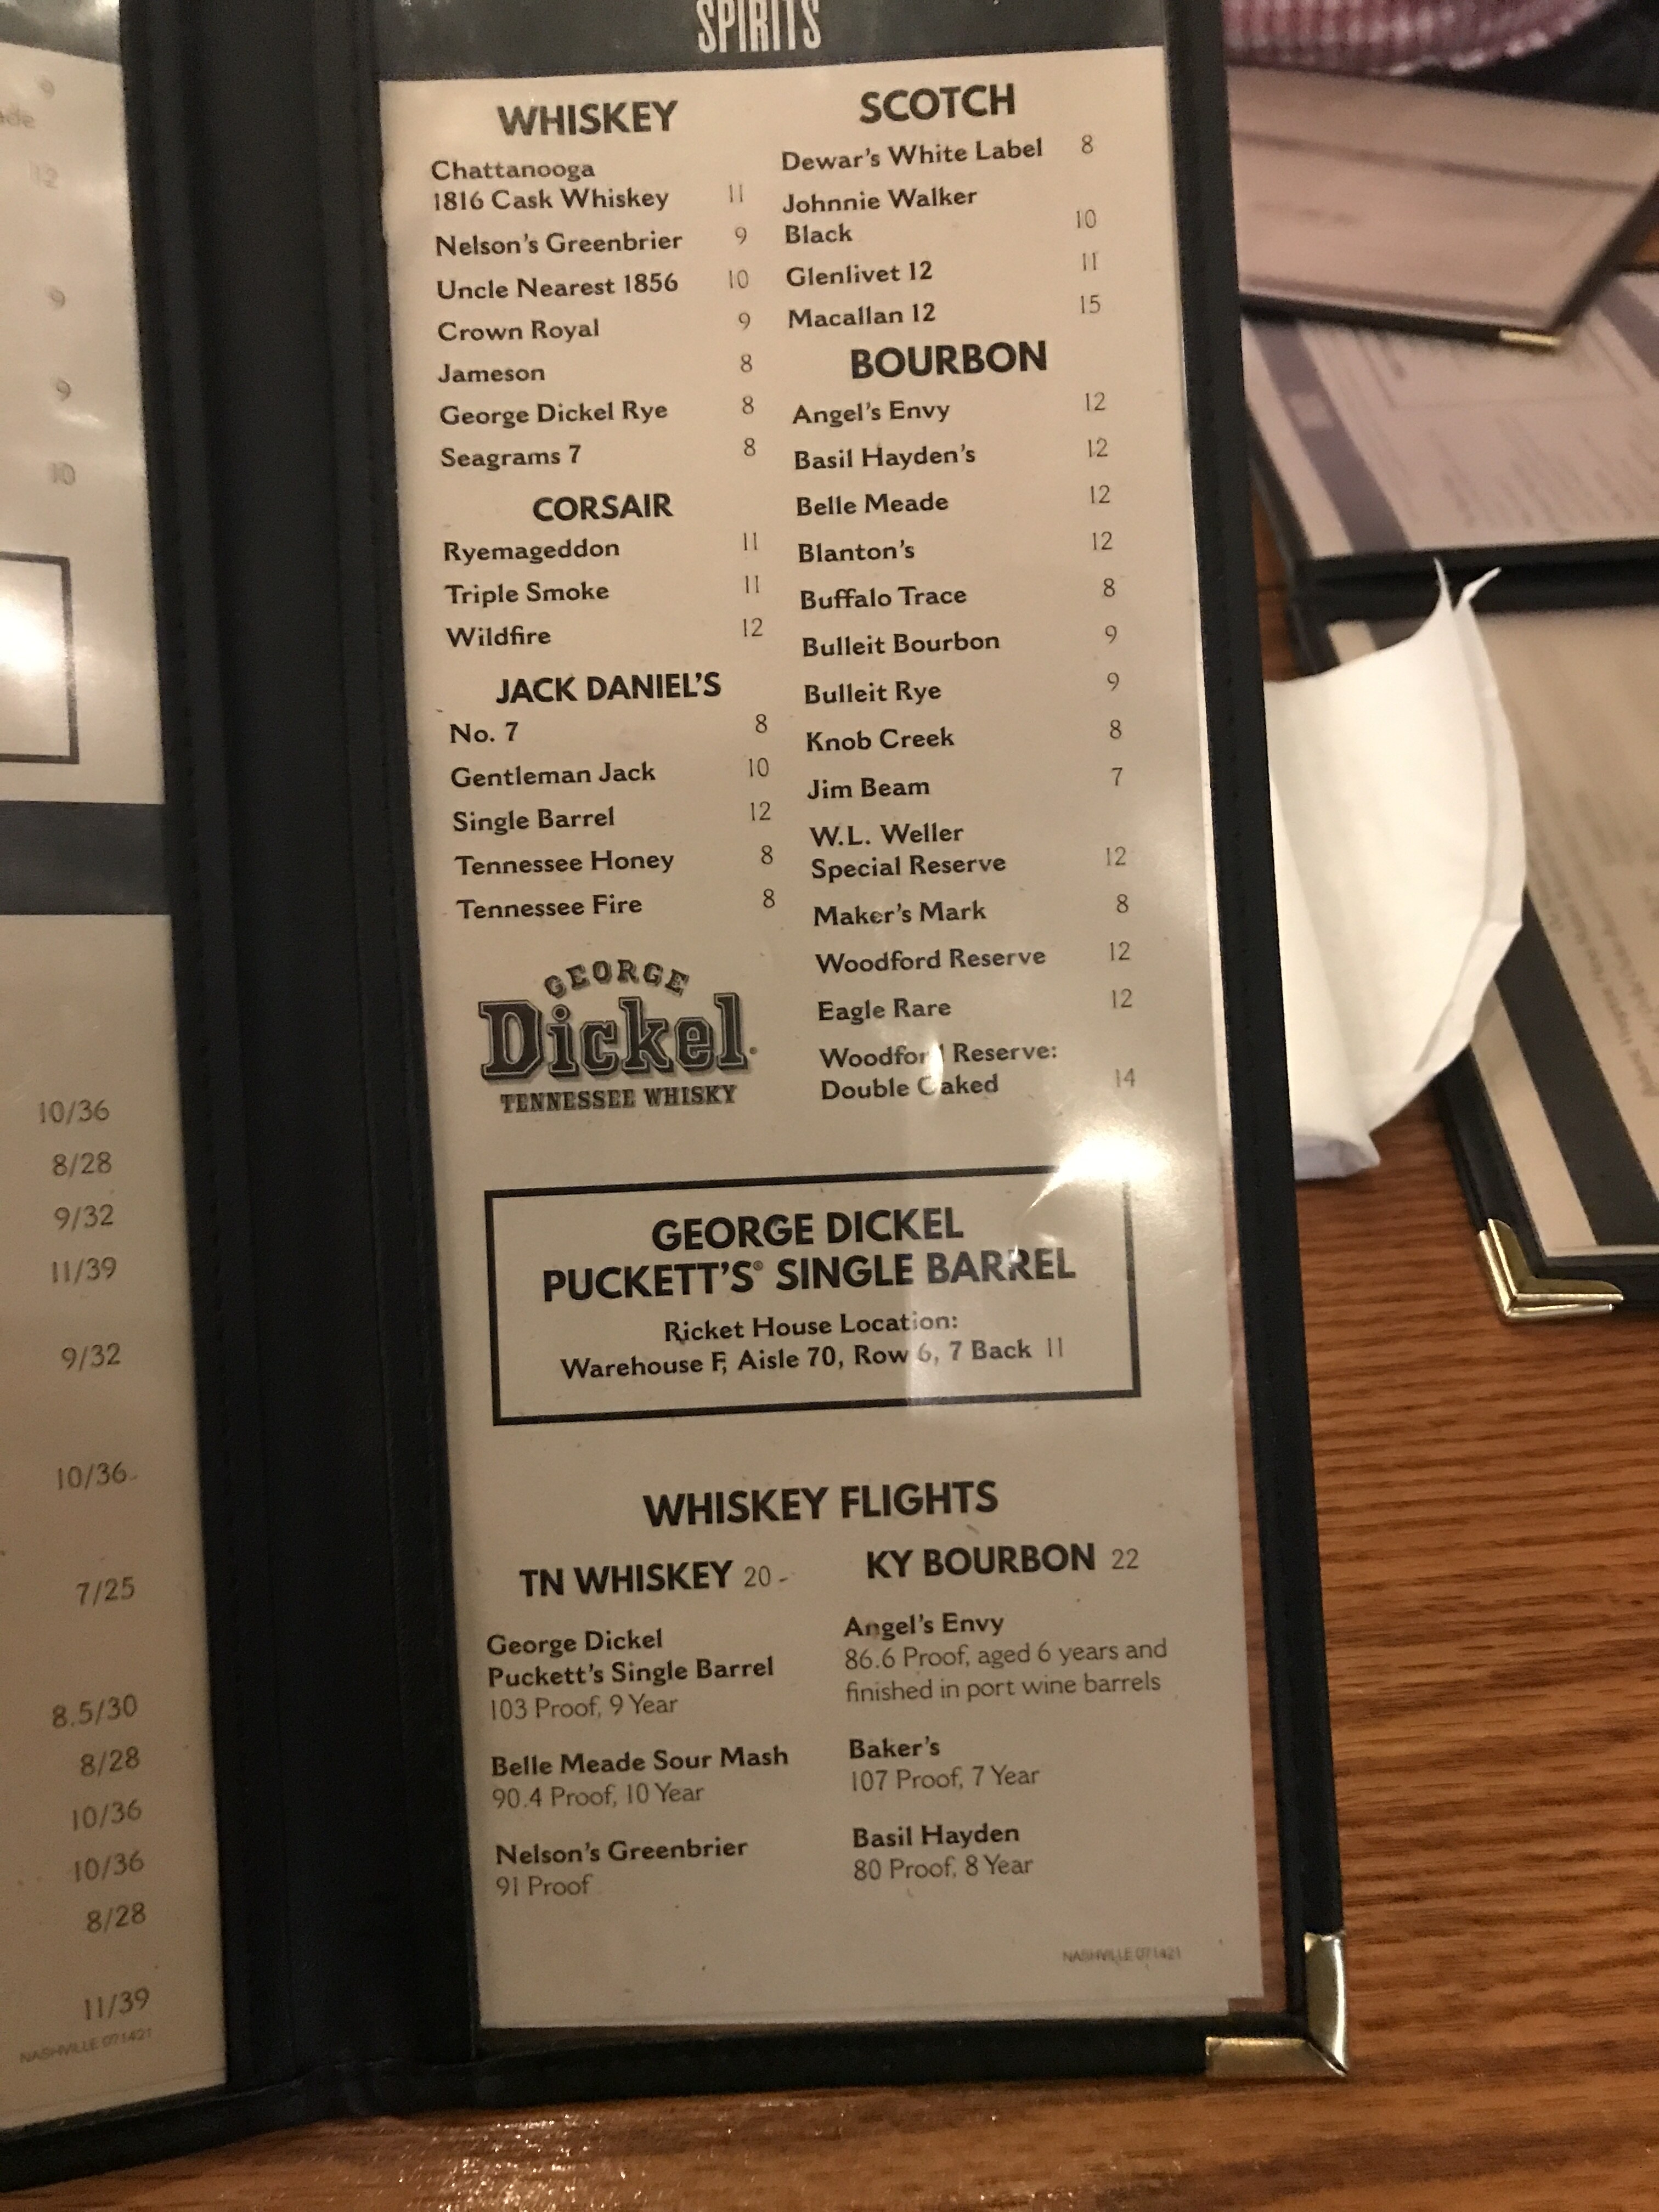 SPIRITS
WHISKEY
Chattanooga
1816 Cask Whiskey 11
Nelson's Greenbrier 9
Uncle Nearest 1856 10
Crown Royal 9
Jameson 8
George Dickel Rye 8
Seagrams 7 8
CORSAIR
Ryemageddon 11
Triple Smoke 11
Wildfire 12
JACK DANIEL'S
No. 7 8
Gentleman Jack 10
Single Barrel 12
Tennessee Honey 8
Tennessee Fire 8
GEORGE
Dickel
TENNESSEE WHISKY
SCOTCH
Dewar's White Label 8
Johnnie Walker
Black 10
Glenlivet 12 11
Macallan 12 15
BOURBON
Angel's Envy 12
Basil Hayden's 12
Belle Meade 12
Blanton's 12
Buffalo Trace 8
Bulleit Bourbon 9
Bulleit Rye 9
Knob Creek 8
Jim Beam 7
W.L. Weller
Special Reserve 12
Maker's Mark 8
Woodford Reserve 12
Eagle Rare 12
Woodford Reserve:
Double Oaked 14
GEORGE DICKEL
PUCKETT'S® SINGLE BARREL
Ricket House Location:
Warehouse F, Aisle 70, Row 6, 7 Back 11
WHISKEY FLIGHTS
TN WHISKEY 20 -
George Dickel
Puckett's Single Barrel
103 Proof, 9 Year
Belle Meade Sour Mash
90.4 Proof, 10 Year
Nelson's Greenbrier
91 Proof
KY BOURBON 22
Angel's Envy
86.6 Proof, aged 6 years and
finished in port wine barrels
Baker's
107 Proof, 7 Year
Basil Hayden
80 Proof, 8 Year
NASHVILLE 071421
9
12
9
9
10
10/36
8/28
9/32
11/39
9/32
10/36
7/25
8.5/30
8/28
10/36
10/36
8/28
11/39
NASHVILLE 071421